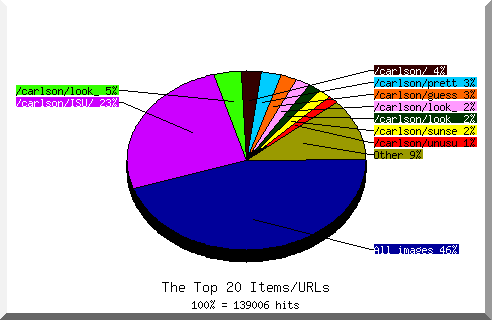 /carlson/ 4%
/carlson/prett 3%
/carlson/look_ 5%
/carlson/guess 3%
/carlson/ISU/ 23%
/carlson/look_ 2%
/carlson/look_ 2%
/carlson/sunse 2%
/carlson/unusu 1%
Other 9%
All images 46%
The Top 20 Items/URLs
100% = 139006 hits